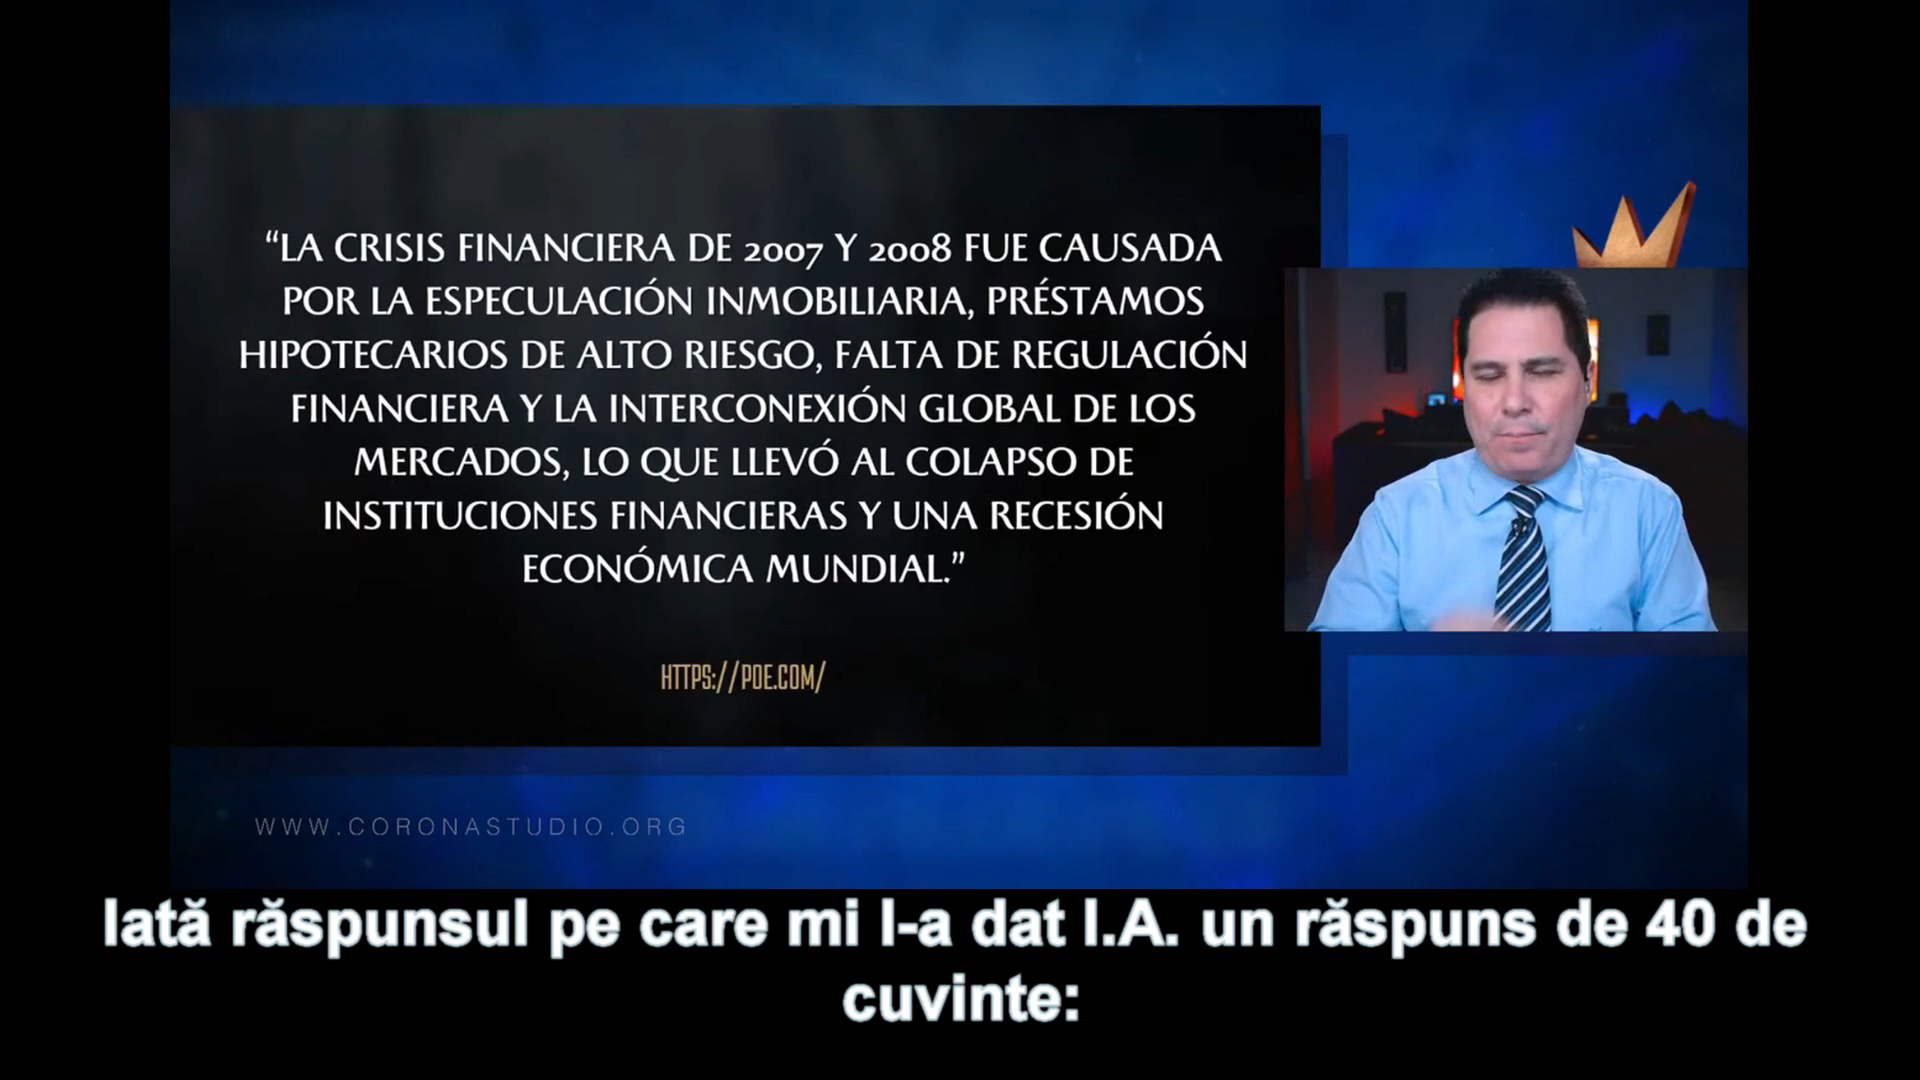 “LA CRISIS FINANCIERA DE 2007 Y 2008 FUE CAUSADA
POR LA ESPECULACIÓN INMOBILIARIA, PRÉSTAMOS
HIPOTECARIOS DE ALTO RIESGO, FALTA DE REGULACIÓN
FINANCIERA Y LA INTERCONEXIÓN GLOBAL DE LOS
MERCADOS, LO QUE LLEVÓ AL COLAPSO DE
INSTITUCIONES FINANCIERAS Y UNA RECESIÓN
ECONÓMICA MUNDIAL.”
HTTPS://POE.COM/
WWW.CORONASTUDIO.ORG
Iată răspunsul pe care mi l-a dat I.A. un răspuns de 40 de
cuvinte: